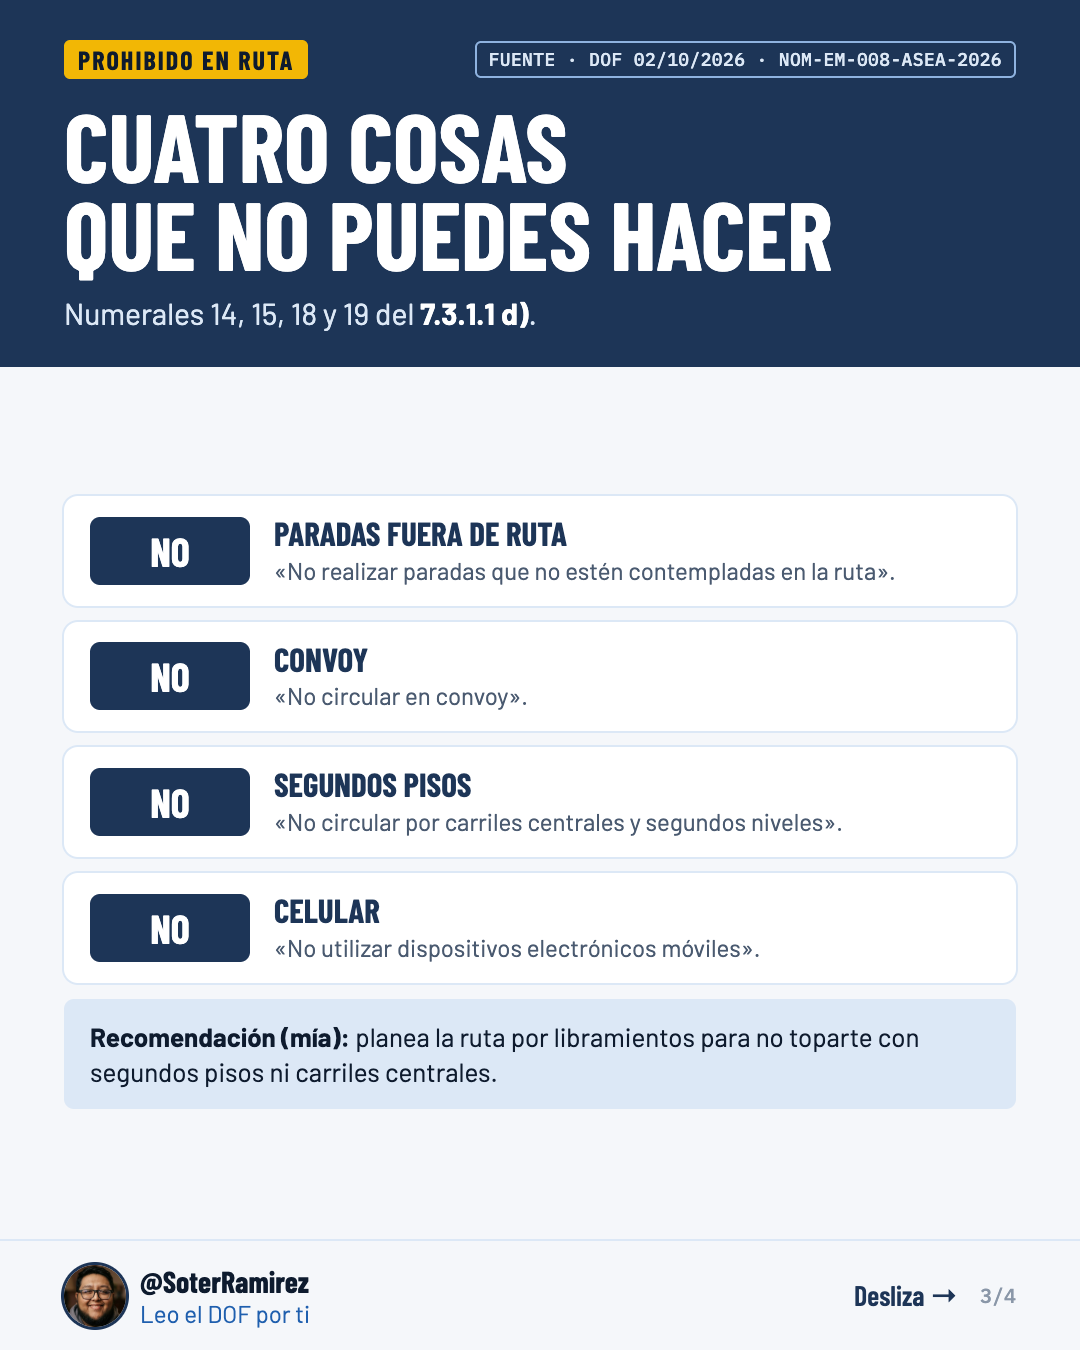 PROHIBIDO EN RUTA
FUENTE · DOF 02/10/2026 · NOM-EM-008-ASEA-2026
CUATRO COSAS
QUE NO PUEDES HACER
Numerales 14, 15, 18 y 19 del 7.3.1.1 d).
NO
PARADAS FUERA DE RUTA
«No realizar paradas que no estén contempladas en la ruta».
NO
CONVOY
«No circular en convoy».
NO
SEGUNDOS PISOS
«No circular por carriles centrales y segundos niveles».
NO
CELULAR
«No utilizar dispositivos electrónicos móviles».
Recomendación (mía): planea la ruta por libramientos para no toparte con
segundos pisos ni carriles centrales.
@SoterRamirez
Leo el DOF por ti
Desliza → 3/4